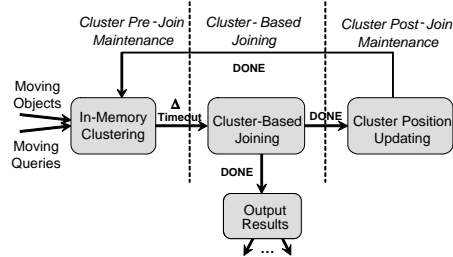 Cluster Pre-Join Maintenance
Cluster-Based Joining
Cluster Post-Join Maintenance
DONE
Moving Objects
Moving Queries
In-Memory Clustering
Δ Timeout
Cluster-Based Joining
DONE
Cluster Position Updating
DONE
Output Results
...